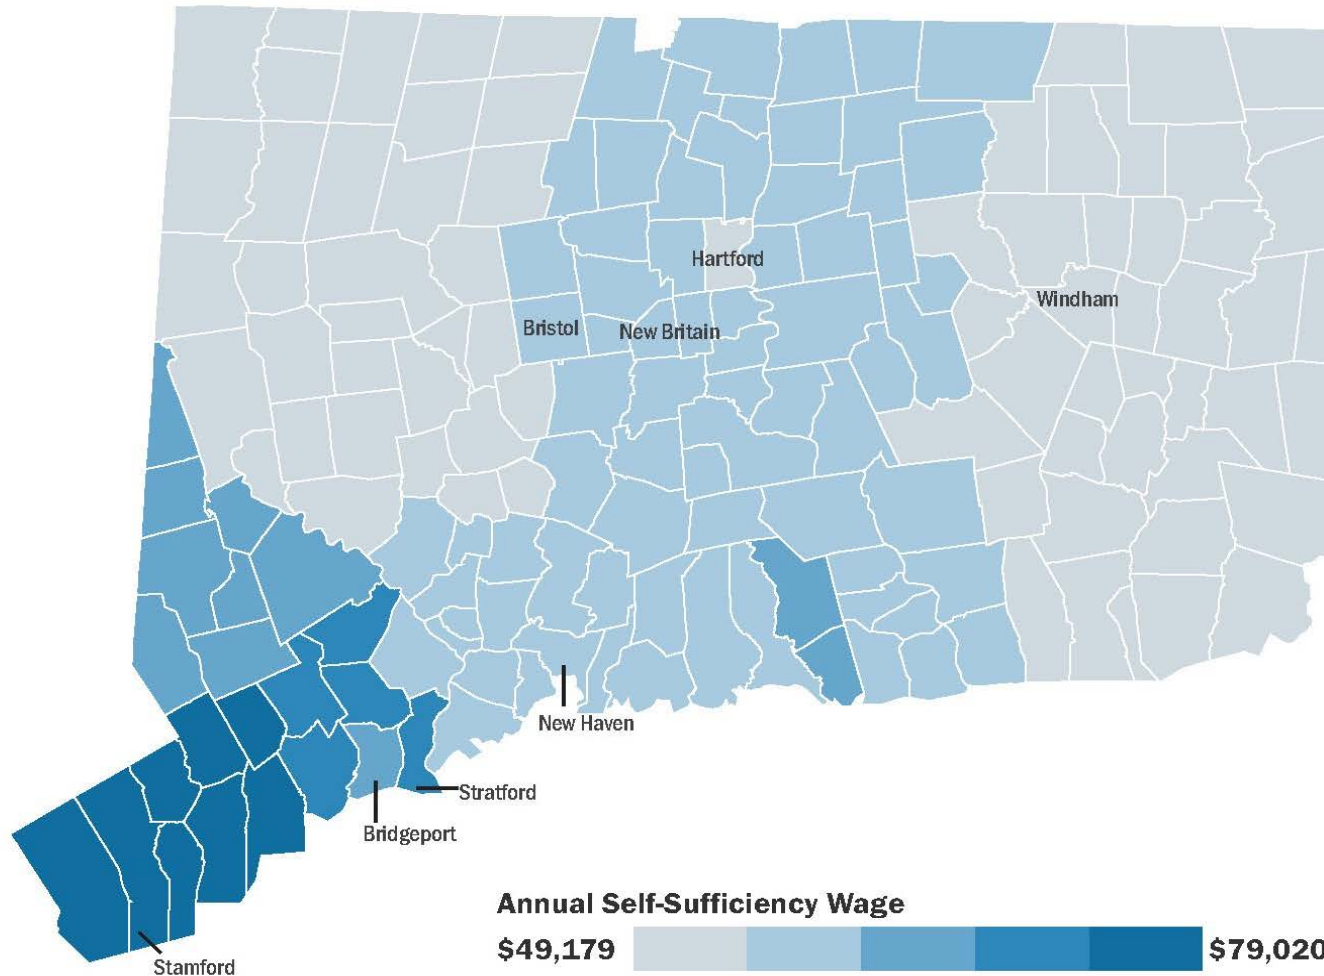 Hartford
Windham
Bristol
New Britain
New Haven
Stratford
Bridgeport
Stamford
Annual Self-Sufficiency Wage
$49,179 $79,020